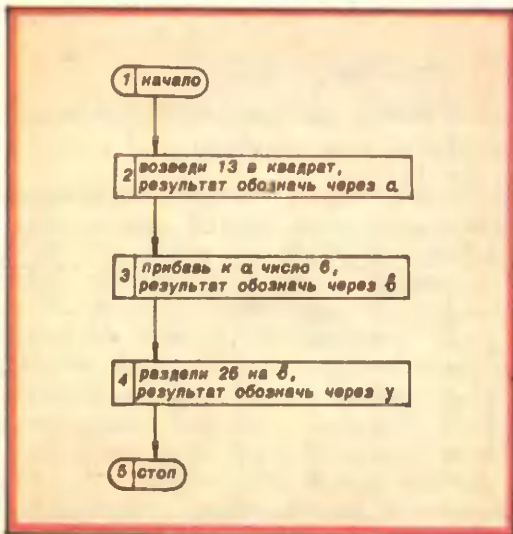 1 начало
2 возведи 13 в квадрат,
результат обозначь через a
3 прибавь к a число 6,
результат обозначь через б
4 раздели 25 на б,
результат обозначь через y
5 стоп